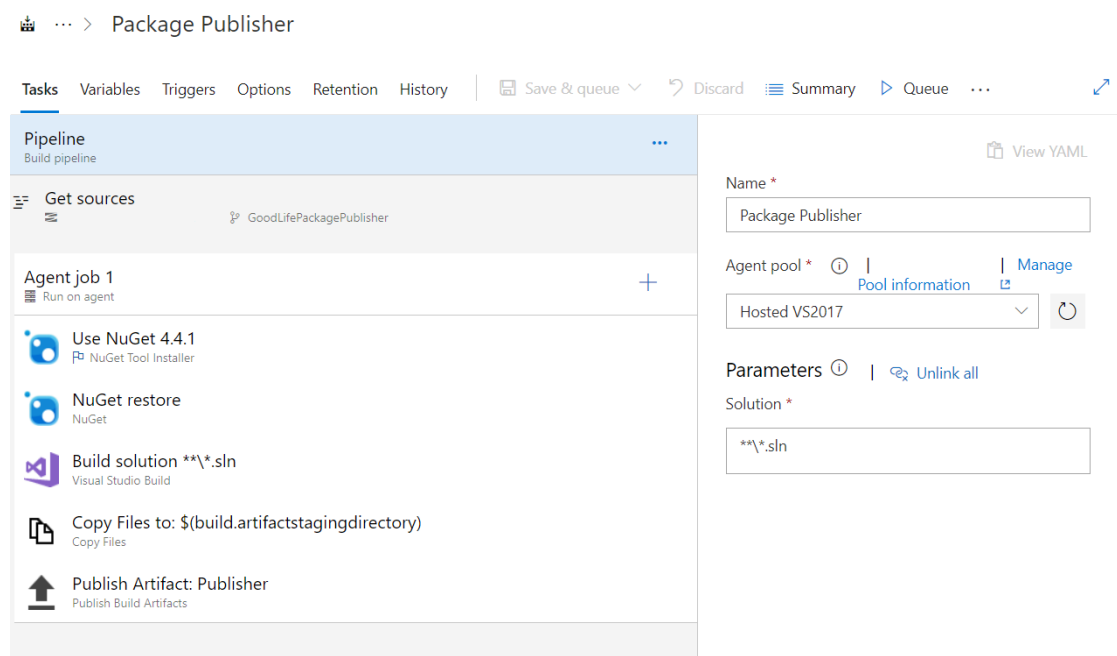 ... > Package Publisher
Tasks Variables Triggers Options Retention History Save & queue Discard Summary Queue ...
Pipeline
Build pipeline
...
View YAML
Get sources
GoodLifePackagePublisher
Name *
Package Publisher
Agent job 1
Run on agent
Agent pool * | Pool information | Manage
Hosted VS2017
Use NuGet 4.4.1
NuGet Tool Installer
Parameters | Unlink all
NuGet restore
NuGet
Solution *
**\*.sln
Build solution **\*.sln
Visual Studio Build
Copy Files to: $(build.artifactstagingdirectory)
Copy Files
Publish Artifact: Publisher
Publish Build Artifacts